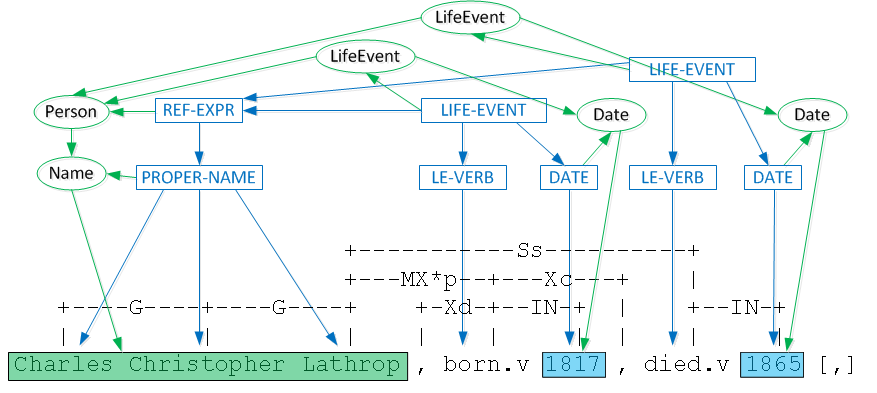 LifeEvent
LifeEvent
LIFE-EVENT
Person REF-EXPR LIFE-EVENT Date Date
Name PROPER-NAME LE-VERB DATE LE-VERB DATE
+---------------Ss--------------+
+---MX*p--+---Xc----+
+----G----+----G----+ +-Xd-+--IN-+ +--IN-+
Charles Christopher Lathrop , born.v 1817 , died.v 1865 [,]